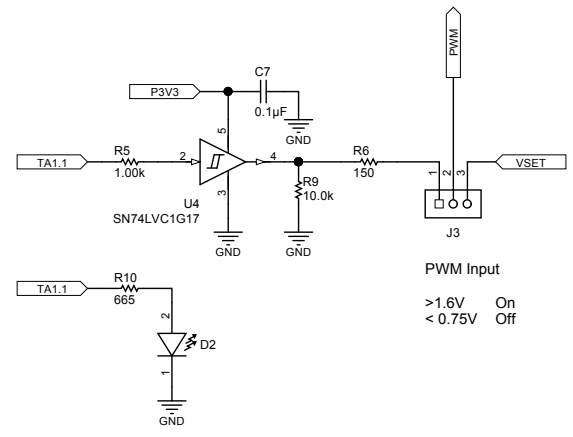 PWM
P3V3
C7
0.1µF
GND
5
TA1.1
R5
1.00k
2
4
3
U4
SN74LVC1G17
GND
R9
10.0k
GND
R6
150
1
2
3
VSET
J3
PWM Input
>1.6V On
< 0.75V Off
TA1.1
R10
665
2
D2
1
GND